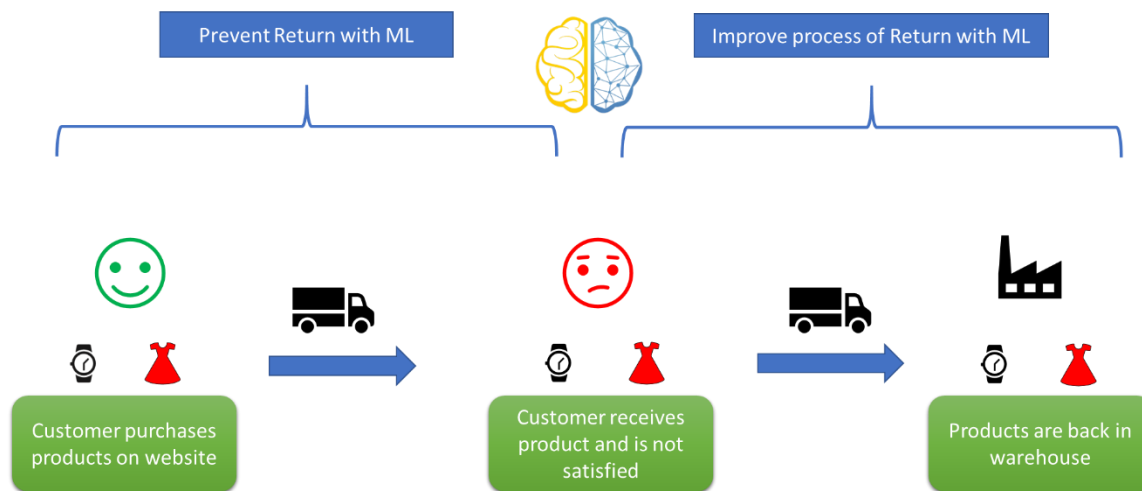 Prevent Return with ML
Improve process of Return with ML
Customer purchases
products on website
Customer receives
product and is not
satisfied
Products are back in
warehouse